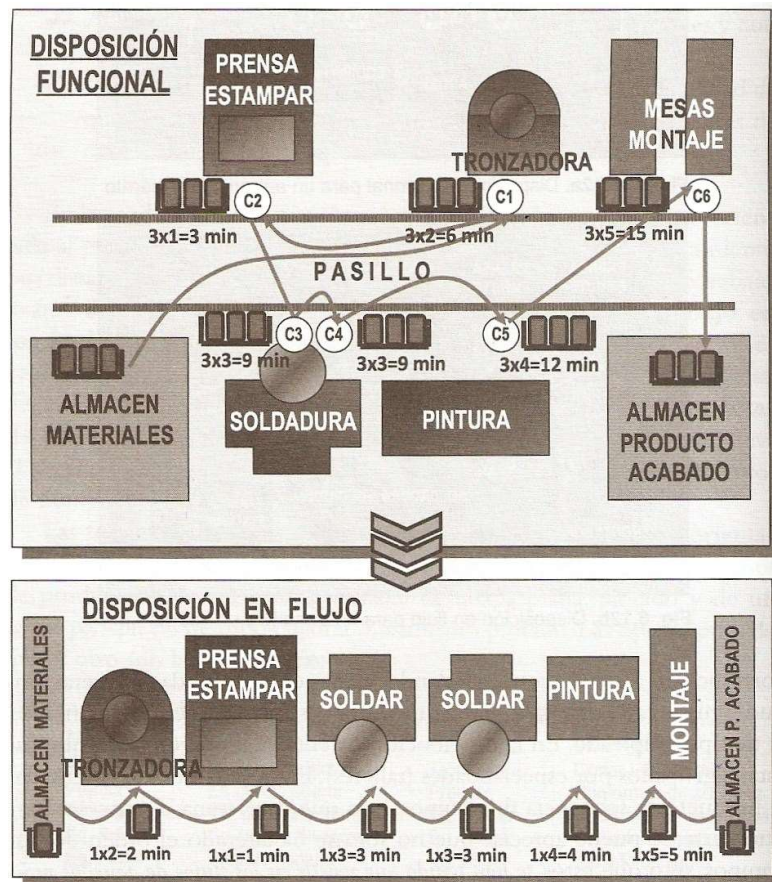 DISPOSICIÓN
FUNCIONAL
PRENSA
ESTAMPAR
TRONZADORA
MESAS
MONTAJE
C2
C1
C6
3x1=3 min
3x2=6 min
3x5=15 min
PASILLO
C3
C4
C5
3x3=9 min
3x3=9 min
3x4=12 min
ALMACEN
MATERIALES
SOLDADURA
PINTURA
ALMACEN
PRODUCTO
ACABADO
DISPOSICIÓN EN FLUJO
ALMACEN MATERIALES
TRONZADORA
PRENSA
ESTAMPAR
SOLDAR
SOLDAR
PINTURA
MONTAJE
ALMACEN P. ACABADO
1x2=2 min
1x1=1 min
1x3=3 min
1x3=3 min
1x4=4 min
1x5=5 min